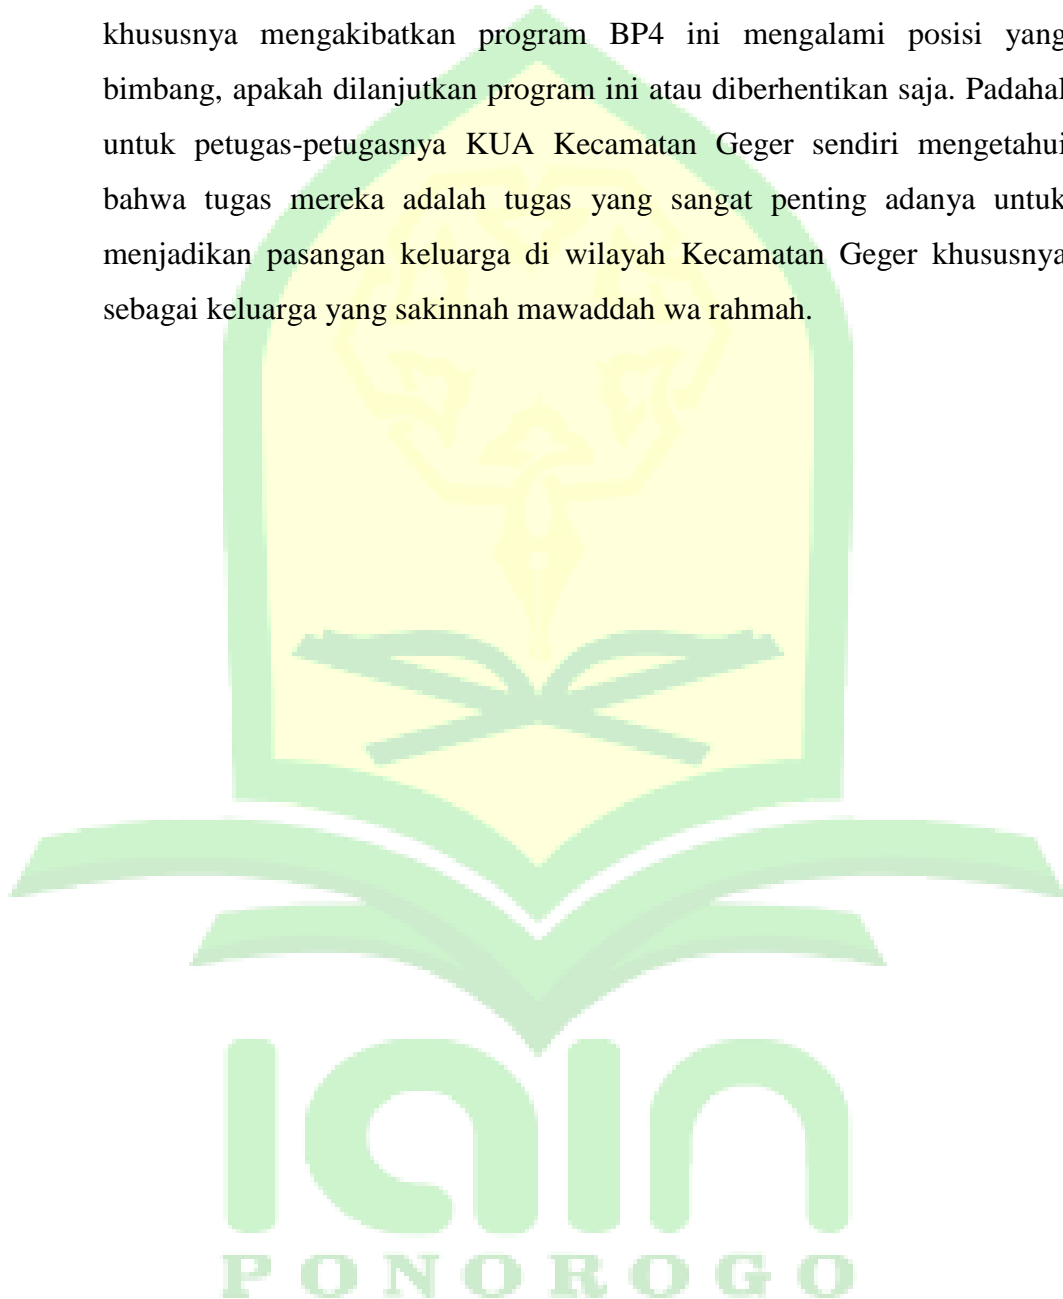 khususnya mengakibatkan program BP4 ini mengalami posisi yang
bimbang, apakah dilanjutkan program ini atau diberhentikan saja. Padahal
untuk petugas-petugasnya KUA Kecamatan Geger sendiri mengetahui
bahwa tugas mereka adalah tugas yang sangat penting adanya untuk
menjadikan pasangan keluarga di wilayah Kecamatan Geger khususnya
sebagai keluarga yang sakinnah mawaddah wa rahmah.
IAIN
PONOROGO